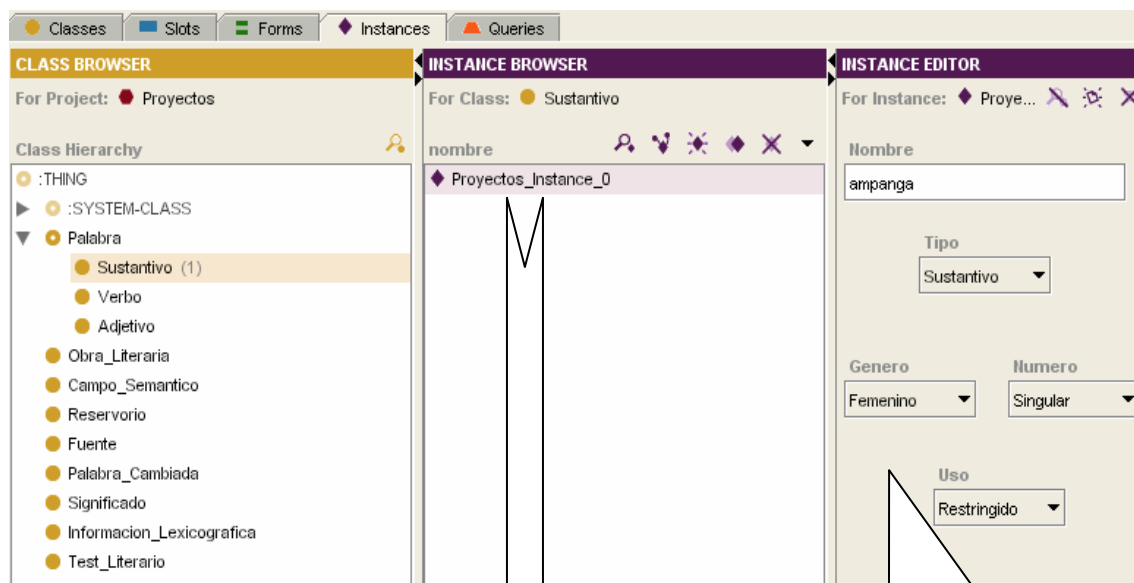 Classes Slots Forms Instances Queries
CLASS BROWSER
For Project: Proyectos
Class Hierarchy
:THING
:SYSTEM-CLASS
Palabra
Sustantivo (1)
Verbo
Adjetivo
Obra_Literaria
Campo_Semantico
Reservorio
Fuente
Palabra_Cambiada
Significado
Informacion_Lexicografica
Test_Literario
INSTANCE BROWSER
For Class: Sustantivo
nombre
Proyectos_Instance_0
INSTANCE EDITOR
For Instance: Proye...
Nombre
ampanga
Tipo
Sustantivo
Genero Numero
Femenino Singular
Uso
Restringido